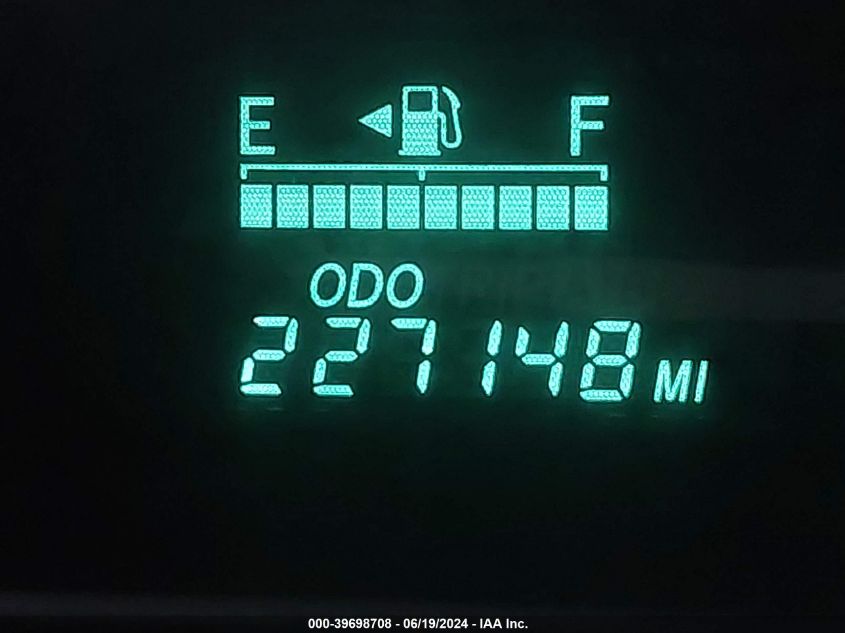 E F
ODO
227148 MI
000-39698708 - 06/19/2024 - IAA Inc.